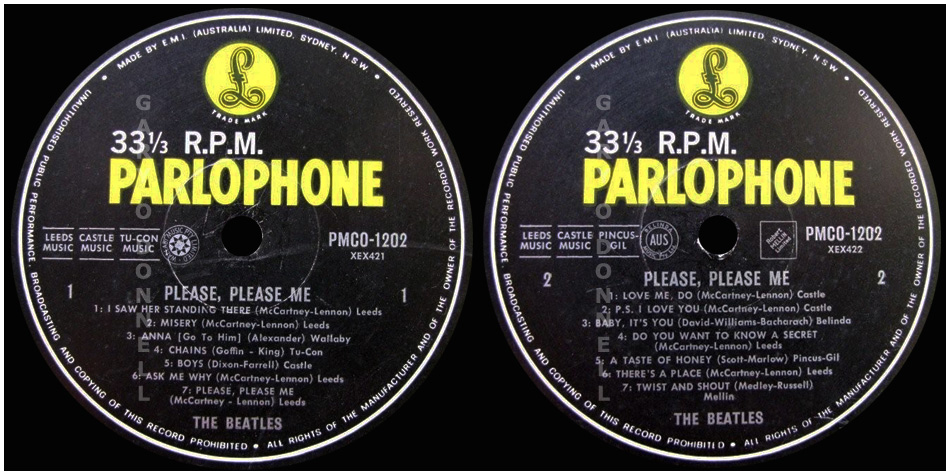 MADE BY E.M.I. (AUSTRALIA) LIMITED, SYDNEY, N S W
UNAUTHORISED PUBLIC PERFORMANCE, BROADCASTING AND COPYING OF THIS RECORD PROHIBITED • ALL RIGHTS OF THE MANUFACTURER AND OF THE OWNER OF THE RECORDED WORK RESERVED
£
TRADE MARK
33⅓ R.P.M.
PARLOPHONE
LEEDS MUSIC
CASTLE MUSIC
TU-CON MUSIC
PMCO-1202
XEX421
1
1
PLEASE, PLEASE ME
1: I SAW HER STANDING THERE (McCartney-Lennon) Leeds
2: MISERY (McCartney-Lennon) Leeds
3: ANNA [Go To Him] (Alexander) Wallaby
4: CHAINS (Goffin - King) Tu-Con
5: BOYS (Dixon-Farrell) Castle
6: ASK ME WHY (McCartney-Lennon) Leeds
7: PLEASE, PLEASE ME
(McCartney - Lennon) Leeds
THE BEATLES
GARY O CONNELL
MADE BY E.M.I. (AUSTRALIA) LIMITED, SYDNEY, N S W
UNAUTHORISED PUBLIC PERFORMANCE, BROADCASTING AND COPYING OF THIS RECORD PROHIBITED • ALL RIGHTS OF THE MANUFACTURER AND OF THE OWNER OF THE RECORDED WORK RESERVED
£
TRADE MARK
33⅓ R.P.M.
PARLOPHONE
LEEDS MUSIC
CASTLE MUSIC
PINCUS-GIL
BELINDA
AUS
Robert MELLIN Limited
PMCO-1202
XEX422
2
2
PLEASE, PLEASE ME
1: LOVE ME, DO (McCartney-Lennon) Castle
2: P.S. I LOVE YOU (McCartney-Lennon) Castle
3: BABY, IT'S YOU (David-Williams-Bacharach) Belinda
4: DO YOU WANT TO KNOW A SECRET
(McCartney-Lennon) Leeds
5: A TASTE OF HONEY (Scott-Marlow) Pincus-Gil
6: THERE'S A PLACE (McCartney-Lennon) Leeds
7: TWIST AND SHOUT (Medley-Russell)
Mellin
THE BEATLES